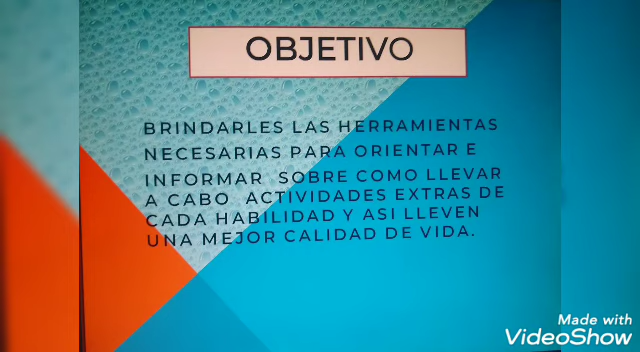 OBJETIVO
BRINDARLES LAS HERRAMIENTAS
NECESARIAS PARA ORIENTAR E
INFORMAR SOBRE COMO LLEVAR
A CABO ACTIVIDADES EXTRAS DE
CADA HABILIDAD Y ASI LLEVEN
UNA MEJOR CALIDAD DE VIDA.
Made with
VideoShow